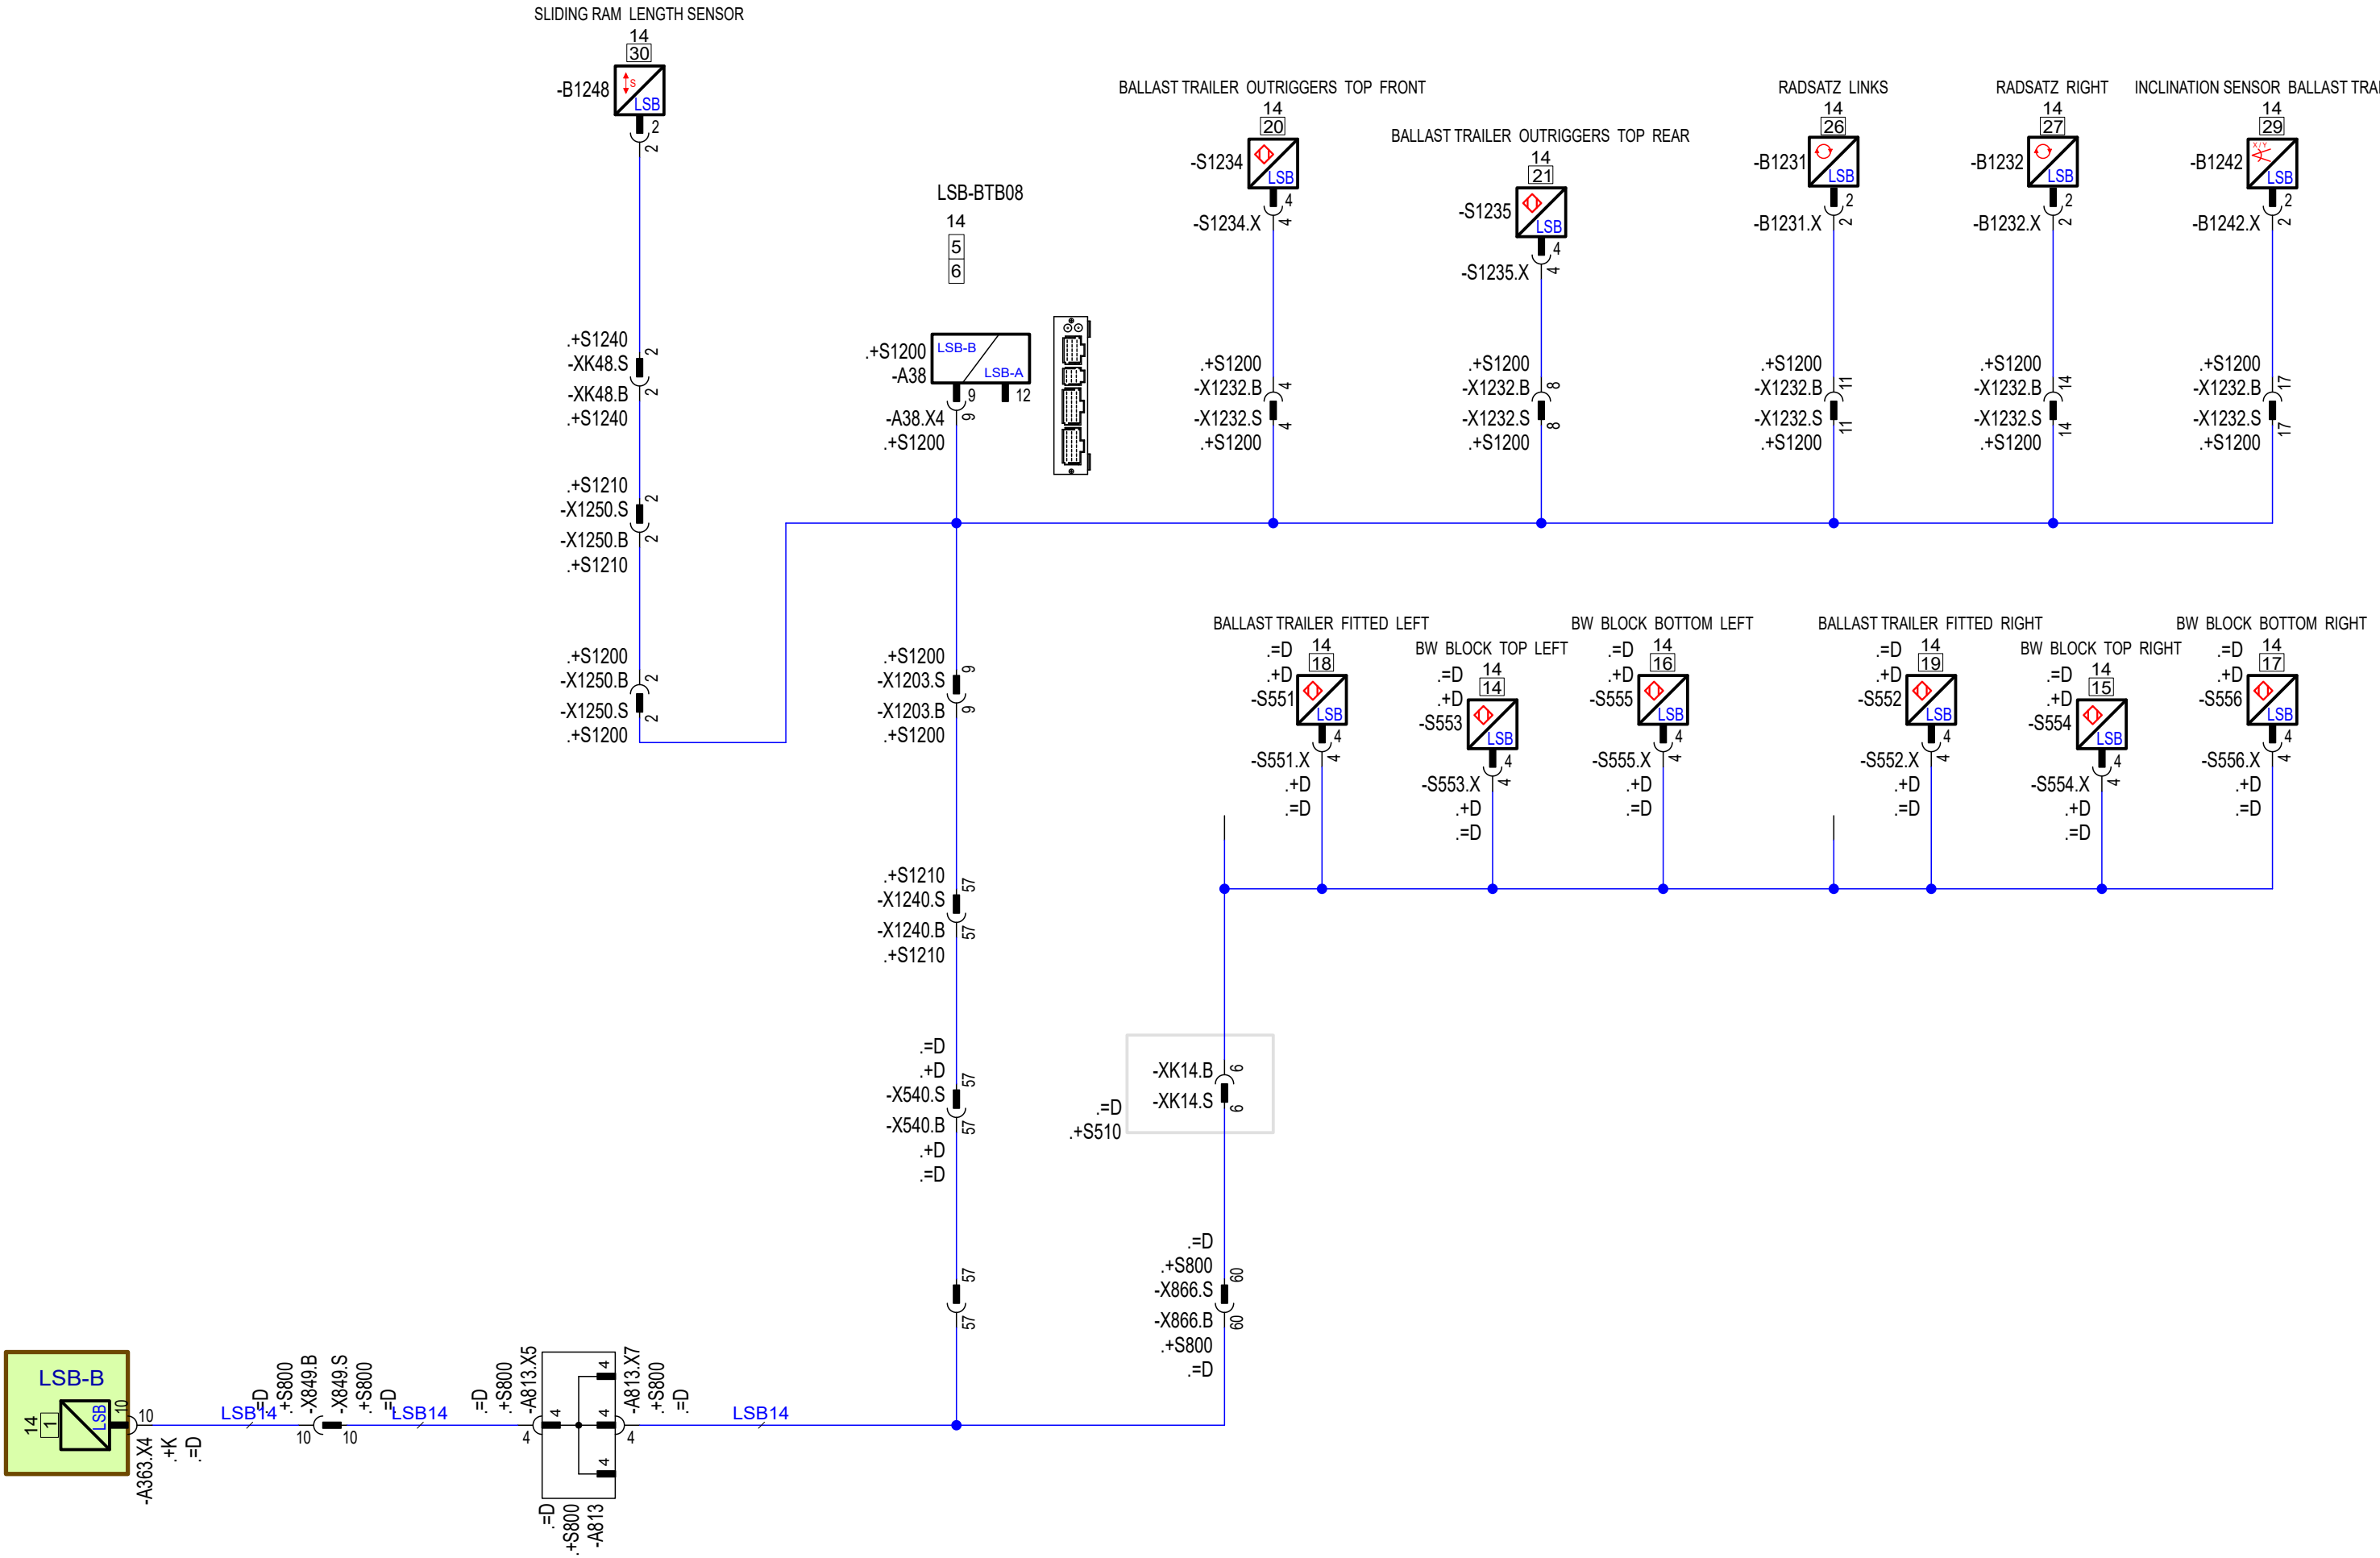 SLIDING RAM LENGTH SENSOR
14
30
-B1248
S
LSB
2
2
.+S1240
-XK48.S
2
-XK48.B
2
.+S1240
.+S1210
-X1250.S
2
-X1250.B
2
.+S1210
.+S1200
-X1250.B
2
-X1250.S
2
.+S1200
LSB-BTB08
14
5
6
.+S1200
-A38
LSB-B
LSB-A
9
12
-A38.X4
9
.+S1200
BALLAST TRAILER OUTRIGGERS TOP FRONT
14
20
-S1234
LSB
4
-S1234.X
4
.+S1200
-X1232.B
4
-X1232.S
4
.+S1200
BALLAST TRAILER OUTRIGGERS TOP REAR
14
21
-S1235
LSB
4
-S1235.X
4
.+S1200
-X1232.B
8
-X1232.S
8
.+S1200
RADSATZ LINKS
14
26
-B1231
LSB
2
-B1231.X
2
.+S1200
-X1232.B
11
-X1232.S
11
.+S1200
RADSATZ RIGHT
14
27
-B1232
LSB
2
-B1232.X
2
.+S1200
-X1232.B
14
-X1232.S
14
.+S1200
INCLINATION SENSOR BALLAST TRAI
14
29
-B1242
X/Y
LSB
2
-B1242.X
2
.+S1200
-X1232.B
17
-X1232.S
17
.+S1200
.+S1200
-X1203.S
9
-X1203.B
9
.+S1200
.+S1210
-X1240.S
57
-X1240.B
57
.+S1210
.=D
.+D
-X540.S
57
-X540.B
57
.+D
.=D
57
57
BALLAST TRAILER FITTED LEFT
.=D
14
.+D
18
-S551
LSB
4
-S551.X
4
.+D
.=D
BW BLOCK TOP LEFT
.=D
14
.+D
14
-S553
LSB
4
-S553.X
4
.+D
.=D
BW BLOCK BOTTOM LEFT
.=D
14
.+D
16
-S555
LSB
4
-S555.X
4
.+D
.=D
BALLAST TRAILER FITTED RIGHT
.=D
14
.+D
19
-S552
LSB
4
-S552.X
4
.+D
.=D
BW BLOCK TOP RIGHT
.=D
14
.+D
15
-S554
LSB
4
-S554.X
4
.+D
.=D
BW BLOCK BOTTOM RIGHT
.=D
14
.+D
17
-S556
LSB
4
-S556.X
4
.+D
.=D
-XK14.B
6
-XK14.S
6
.=D
.+S510
.=D
.+S800
-X866.S
60
-X866.B
60
.+S800
.=D
LSB-B
14
1
LSB
10
10
-A363.X4
.+K
.=D
LSB14
.=D
.+S800
-X849.B
10
-X849.S
.+S800
.=D
10
LSB14
.=D
.+S800
-A813.X5
4
4
4
4
4
4
-A813.X7
.+S800
.=D
.=D
.+S800
-A813
LSB14